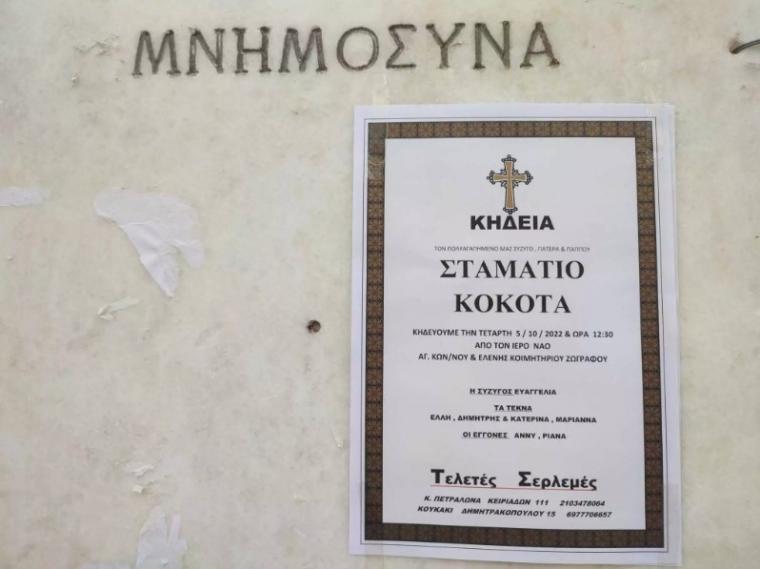 ΜΝΗΜΟΣΥΝΑ
ΚΗΔΕΙΑ
ΤΟΝ ΠΟΛΥΑΓΑΠΗΜΕΝΟ ΜΑΣ ΣΥΖΥΓΟ , ΠΑΤΕΡΑ & ΠΑΠΠΟΥ
ΣΤΑΜΑΤΙΟ
ΚΟΚΟΤΑ
ΚΗΔΕΥΟΥΜΕ ΤΗΝ ΤΕΤΑΡΤΗ 5 / 10 / 2022 & ΩΡΑ 12:30
ΑΠΟ ΤΟΝ ΙΕΡΟ ΝΑΟ
ΑΓ. ΚΩΝ/ΝΟΥ & ΕΛΕΝΗΣ ΚΟΙΜΗΤΗΡΙΟΥ ΖΩΓΡΑΦΟΥ
Η ΣΥΖΥΓΟΣ ΕΥΑΓΓΕΛΙΑ
ΤΑ ΤΕΚΝΑ
ΕΛΛΗ , ΔΗΜΗΤΡΗΣ & ΚΑΤΕΡΙΝΑ , ΜΑΡΙΑΝΝΑ
ΟΙ ΕΓΓΟΝΕΣ ΑΝΝΥ , ΡΙΑΝΑ
Τελετές Σερλεμές
Κ. ΠΕΤΡΑΛΩΝΑ ΚΕΙΡΙΑΔΩΝ 111 2103478064
ΚΟΥΚΑΚΙ ΔΗΜΗΤΡΑΚΟΠΟΥΛΟΥ 15 6977706657